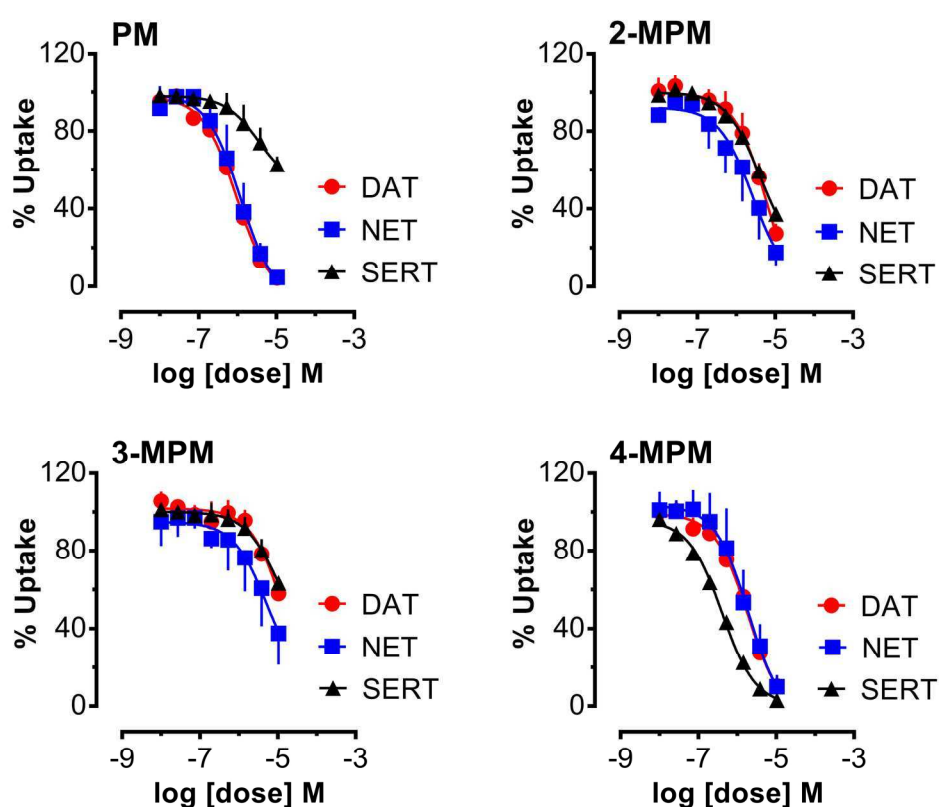 PM
120
80
40
0
% Uptake
DAT
NET
SERT
-9 -7 -5 -3
log [dose] M
2-MPM
120
80
40
0
% Uptake
DAT
NET
SERT
-9 -7 -5 -3
log [dose] M
3-MPM
120
80
40
0
% Uptake
DAT
NET
SERT
-9 -7 -5 -3
log [dose] M
4-MPM
120
80
40
0
% Uptake
DAT
NET
SERT
-9 -7 -5 -3
log [dose] M